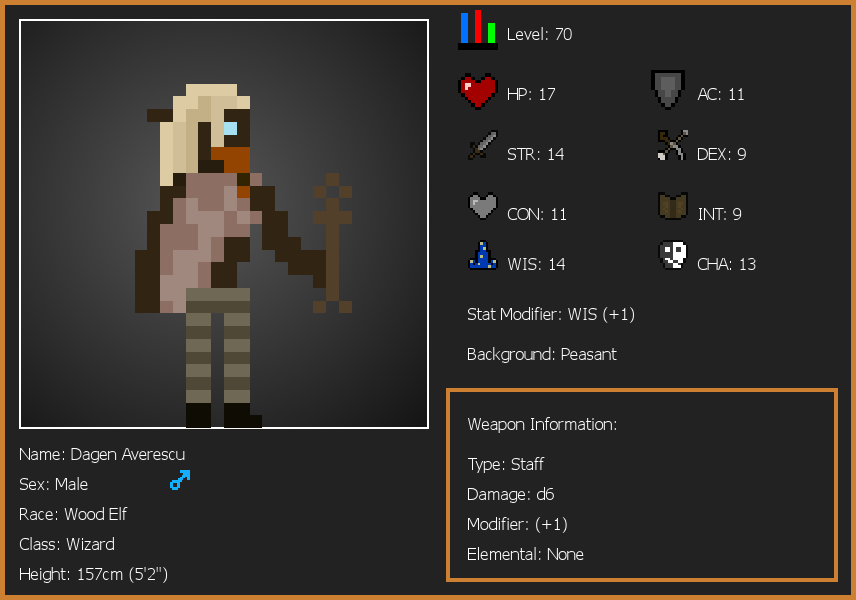 Level: 70
HP: 17
AC: 11
STR: 14
DEX: 9
CON: 11
INT: 9
WIS: 14
CHA: 13
Stat Modifier: WIS (+1)
Background: Peasant
Weapon Information:
Type: Staff
Damage: d6
Modifier: (+1)
Elemental: None
Name: Dagen Averescu
Sex: Male
Race: Wood Elf
Class: Wizard
Height: 157cm (5'2")